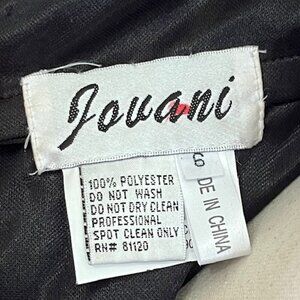 Jovani
100% POLYESTER
DO NOT WASH
DO NOT DRY CLEAN
PROFESSIONAL
SPOT CLEAN ONLY
RN# 81120
CO
DE IN CHINA